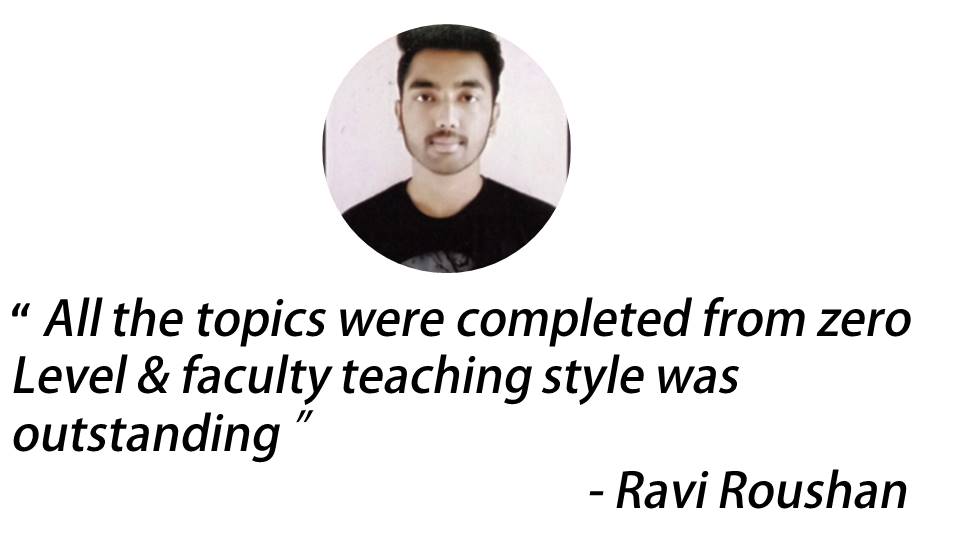 “ All the topics were completed from zero
Level & faculty teaching style was
outstanding ”
- Ravi Roushan